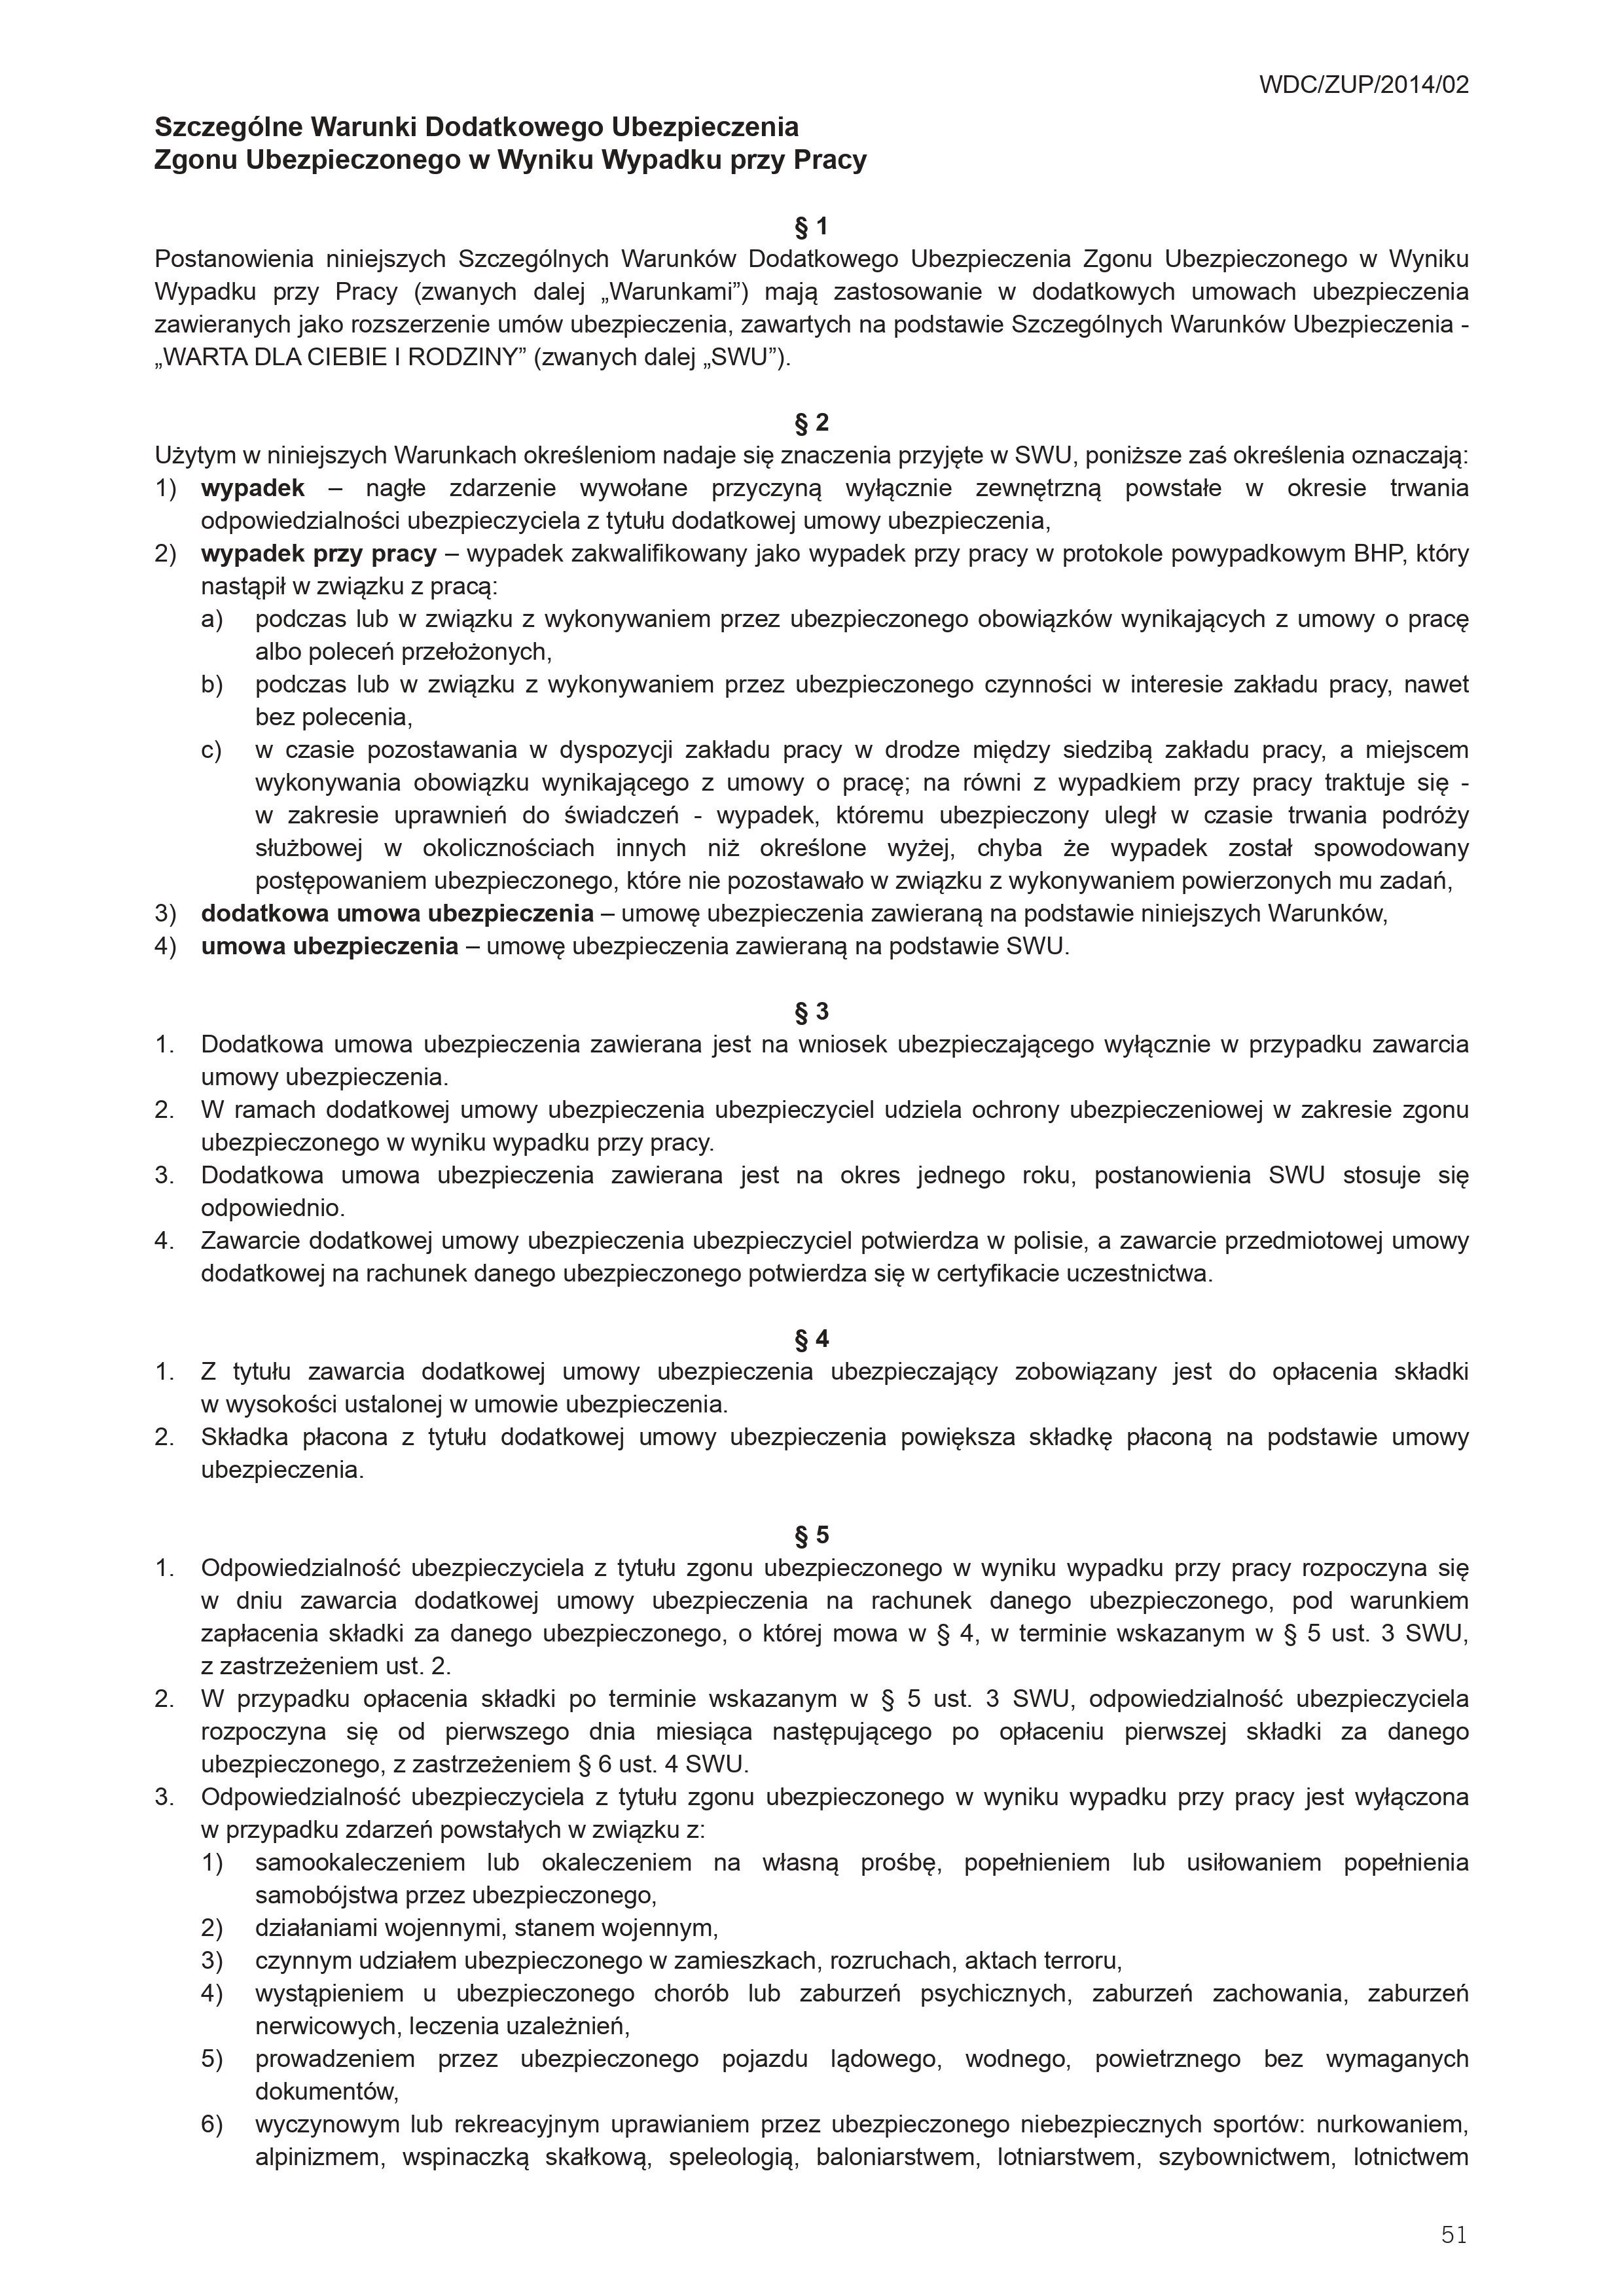 WDC/ZUP/2014/02
Szczególne Warunki Dodatkowego Ubezpieczenia
Zgonu Ubezpieczonego w Wyniku Wypadku przy Pracy
§ 1
Postanowienia niniejszych Szczególnych Warunków Dodatkowego Ubezpieczenia Zgonu Ubezpieczonego w Wyniku
Wypadku przy Pracy (zwanych dalej „Warunkami”) mają zastosowanie w dodatkowych umowach ubezpieczenia
zawieranych jako rozszerzenie umów ubezpieczenia, zawartych na podstawie Szczególnych Warunków Ubezpieczenia -
„WARTA DLA CIEBIE I RODZINY” (zwanych dalej „SWU”).
§ 2
Użytym w niniejszych Warunkach określeniom nadaje się znaczenia przyjęte w SWU, poniższe zaś określenia oznaczają:
1) wypadek – nagłe zdarzenie wywołane przyczyną wyłącznie zewnętrzną powstałe w okresie trwania
odpowiedzialności ubezpieczyciela z tytułu dodatkowej umowy ubezpieczenia,
2) wypadek przy pracy – wypadek zakwalifikowany jako wypadek przy pracy w protokole powypadkowym BHP, który
nastąpił w związku z pracą:
a) podczas lub w związku z wykonywaniem przez ubezpieczonego obowiązków wynikających z umowy o pracę
albo poleceń przełożonych,
b) podczas lub w związku z wykonywaniem przez ubezpieczonego czynności w interesie zakładu pracy, nawet
bez polecenia,
c) w czasie pozostawania w dyspozycji zakładu pracy w drodze między siedzibą zakładu pracy, a miejscem
wykonywania obowiązku wynikającego z umowy o pracę; na równi z wypadkiem przy pracy traktuje się -
w zakresie uprawnień do świadczeń - wypadek, któremu ubezpieczony uległ w czasie trwania podróży
służbowej w okolicznościach innych niż określone wyżej, chyba że wypadek został spowodowany
postępowaniem ubezpieczonego, które nie pozostawało w związku z wykonywaniem powierzonych mu zadań,
3) dodatkowa umowa ubezpieczenia – umowę ubezpieczenia zawieraną na podstawie niniejszych Warunków,
4) umowa ubezpieczenia – umowę ubezpieczenia zawieraną na podstawie SWU.
§ 3
1. Dodatkowa umowa ubezpieczenia zawierana jest na wniosek ubezpieczającego wyłącznie w przypadku zawarcia
umowy ubezpieczenia.
2. W ramach dodatkowej umowy ubezpieczenia ubezpieczyciel udziela ochrony ubezpieczeniowej w zakresie zgonu
ubezpieczonego w wyniku wypadku przy pracy.
3. Dodatkowa umowa ubezpieczenia zawierana jest na okres jednego roku, postanowienia SWU stosuje się
odpowiednio.
4. Zawarcie dodatkowej umowy ubezpieczenia ubezpieczyciel potwierdza w polisie, a zawarcie przedmiotowej umowy
dodatkowej na rachunek danego ubezpieczonego potwierdza się w certyfikacie uczestnictwa.
§ 4
1. Z tytułu zawarcia dodatkowej umowy ubezpieczenia ubezpieczający zobowiązany jest do opłacenia składki
w wysokości ustalonej w umowie ubezpieczenia.
2. Składka płacona z tytułu dodatkowej umowy ubezpieczenia powiększa składkę płaconą na podstawie umowy
ubezpieczenia.
§ 5
1. Odpowiedzialność ubezpieczyciela z tytułu zgonu ubezpieczonego w wyniku wypadku przy pracy rozpoczyna się
w dniu zawarcia dodatkowej umowy ubezpieczenia na rachunek danego ubezpieczonego, pod warunkiem
zapłacenia składki za danego ubezpieczonego, o której mowa w § 4, w terminie wskazanym w § 5 ust. 3 SWU,
z zastrzeżeniem ust. 2.
2. W przypadku opłacenia składki po terminie wskazanym w § 5 ust. 3 SWU, odpowiedzialność ubezpieczyciela
rozpoczyna się od pierwszego dnia miesiąca następującego po opłaceniu pierwszej składki za danego
ubezpieczonego, z zastrzeżeniem § 6 ust. 4 SWU.
3. Odpowiedzialność ubezpieczyciela z tytułu zgonu ubezpieczonego w wyniku wypadku przy pracy jest wyłączona
w przypadku zdarzeń powstałych w związku z:
1) samookaleczeniem lub okaleczeniem na własną prośbę, popełnieniem lub usiłowaniem popełnienia
samobójstwa przez ubezpieczonego,
2) działaniami wojennymi, stanem wojennym,
3) czynnym udziałem ubezpieczonego w zamieszkach, rozruchach, aktach terroru,
4) wystąpieniem u ubezpieczonego chorób lub zaburzeń psychicznych, zaburzeń zachowania, zaburzeń
nerwicowych, leczenia uzależnień,
5) prowadzeniem przez ubezpieczonego pojazdu lądowego, wodnego, powietrznego bez wymaganych
dokumentów,
6) wyczynowym lub rekreacyjnym uprawianiem przez ubezpieczonego niebezpiecznych sportów: nurkowaniem,
alpinizmem, wspinaczką skałkową, speleologią, baloniarstwem, lotniarstwem, szybownictwem, lotnictwem
51